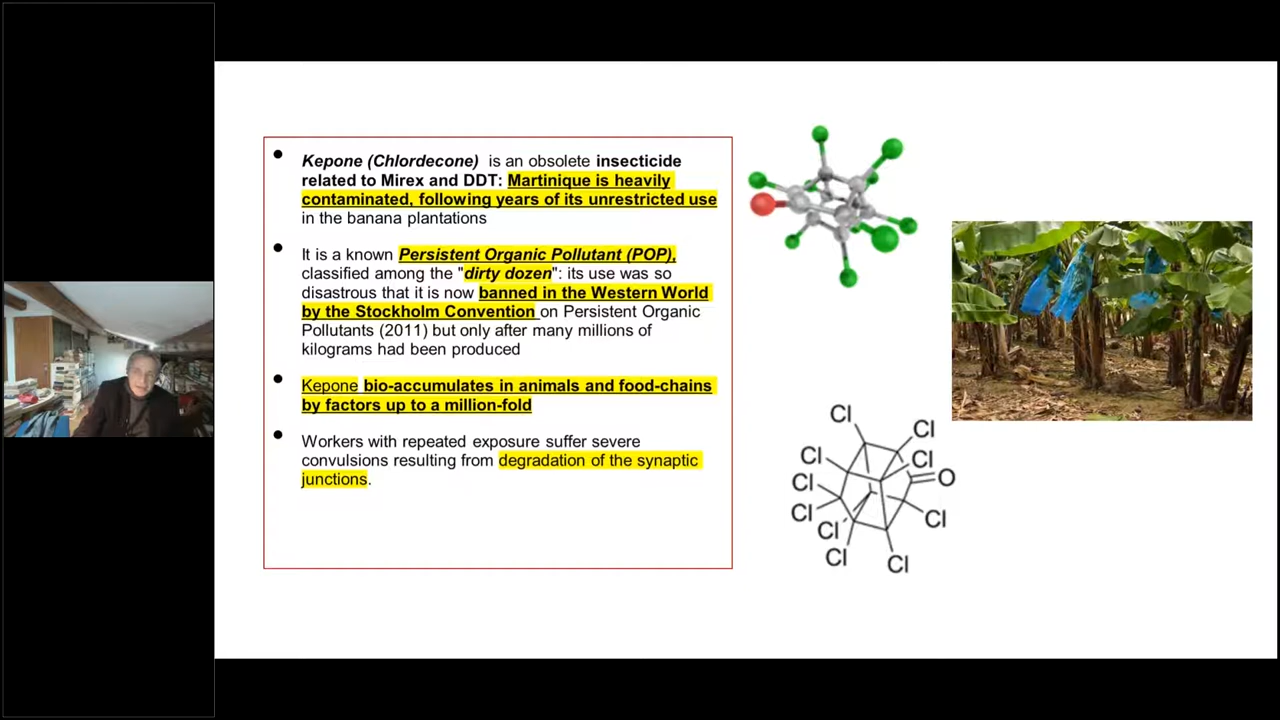 Kepone (Chlordecone) is an obsolete insecticide
related to Mirex and DDT: Martinique is heavily
contaminated, following years of its unrestricted use
in the banana plantations
It is a known Persistent Organic Pollutant (POP),
classified among the "dirty dozen": its use was so
disastrous that it is now banned in the Western World
by the Stockholm Convention on Persistent Organic
Pollutants (2011) but only after many millions of
kilograms had been produced
Kepone bio-accumulates in animals and food-chains
by factors up to a million-fold
Workers with repeated exposure suffer severe
convulsions resulting from degradation of the synaptic
junctions.
Cl
Cl
Cl
Cl
Cl
O
Cl
Cl
Cl
Cl
Cl